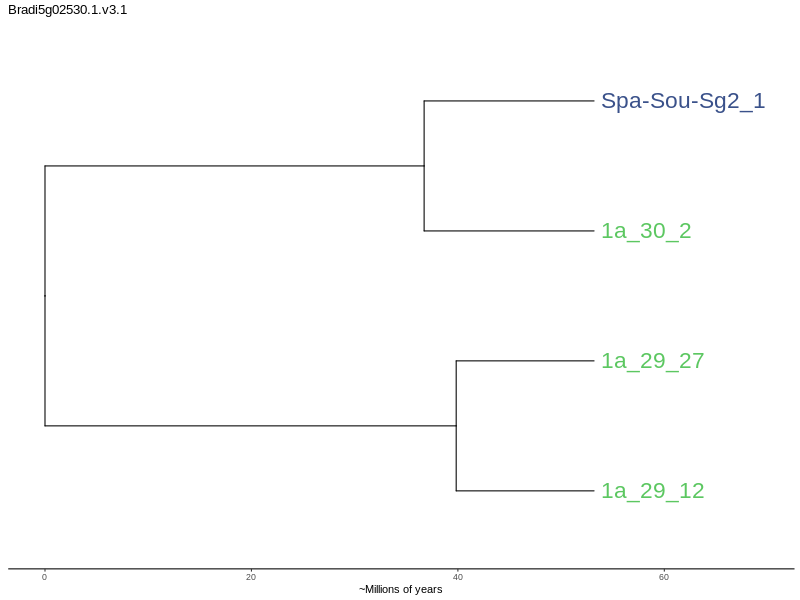 Bradi5g02530.1.v3.1
Spa-Sou-Sg2_1
1a_30_2
1a_29_27
1a_29_12
0 20 40 60
~Millions of years